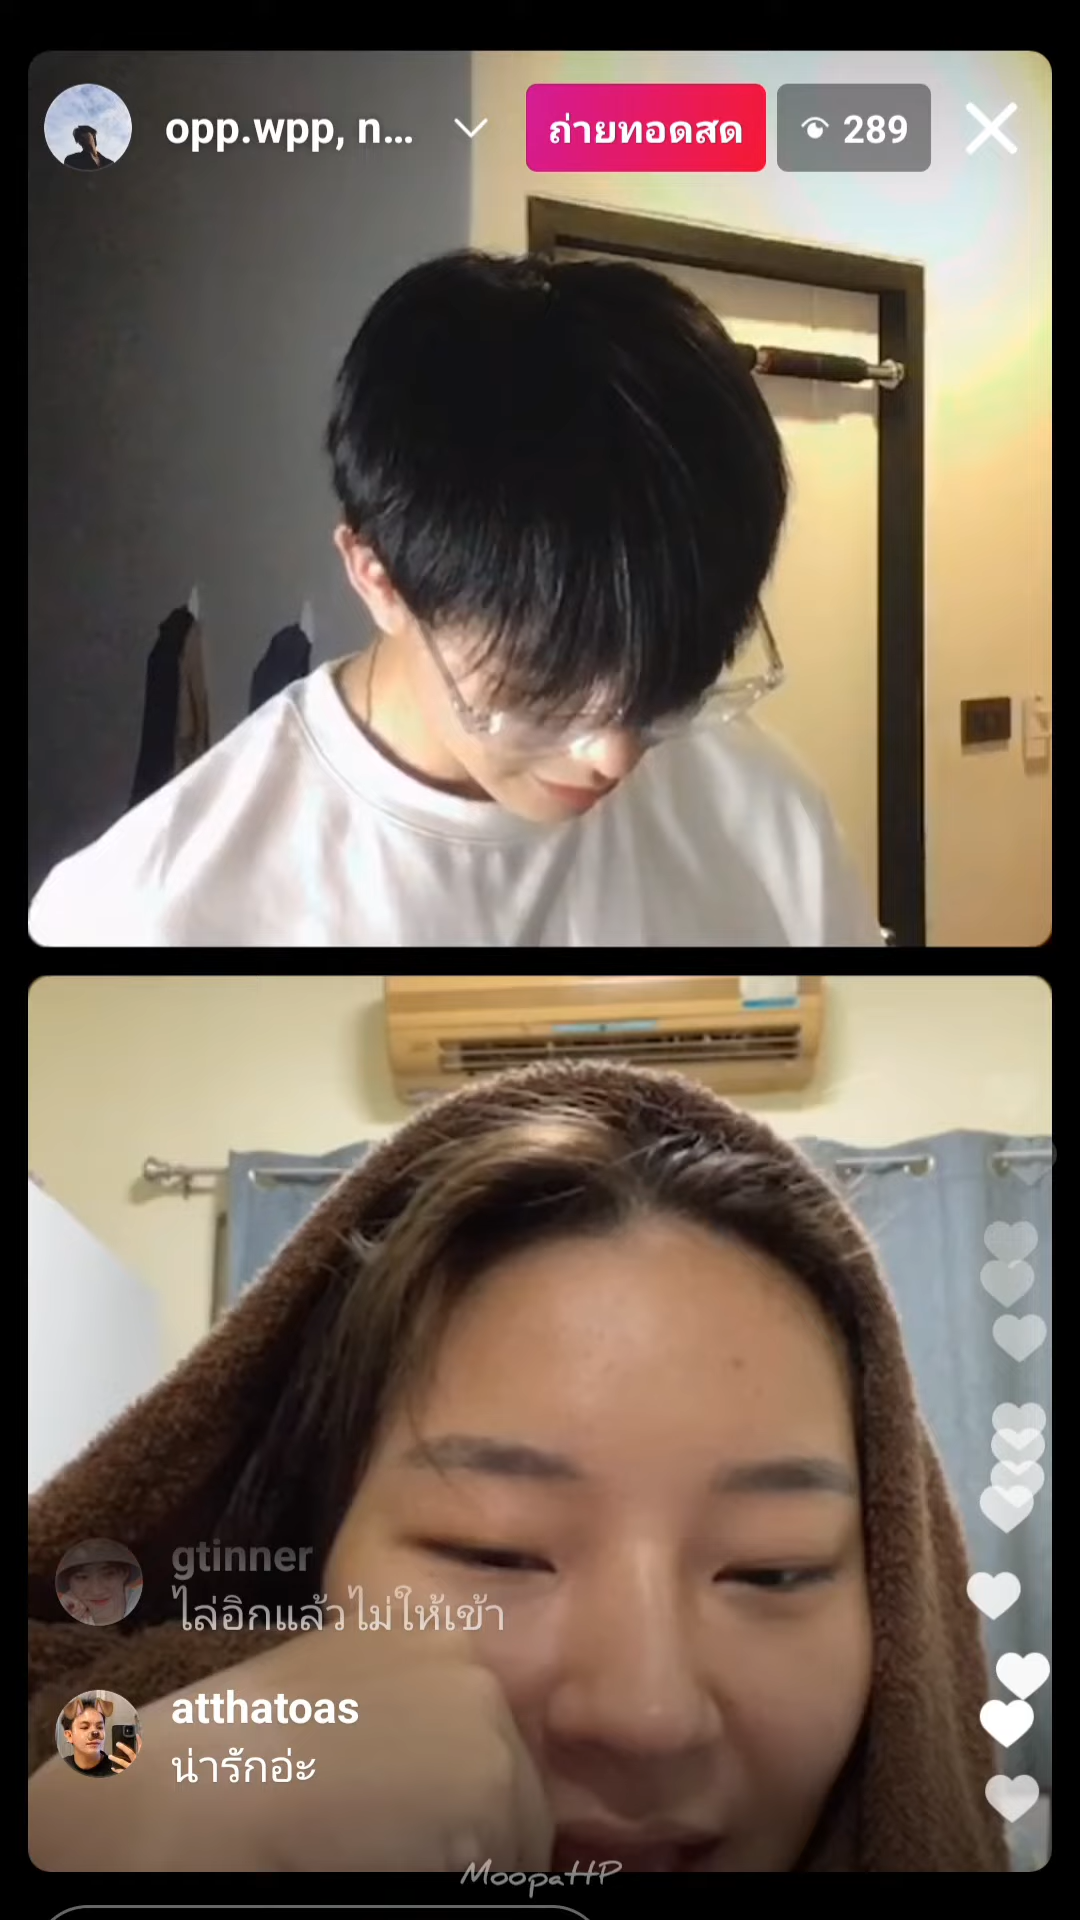 opp.wpp, n...
ถ่ายทอดสด
289
gtinner
ไล่อิกแล้วไม่ให้เข้า
atthatoas
น่ารักอ่ะ
MoopaHP